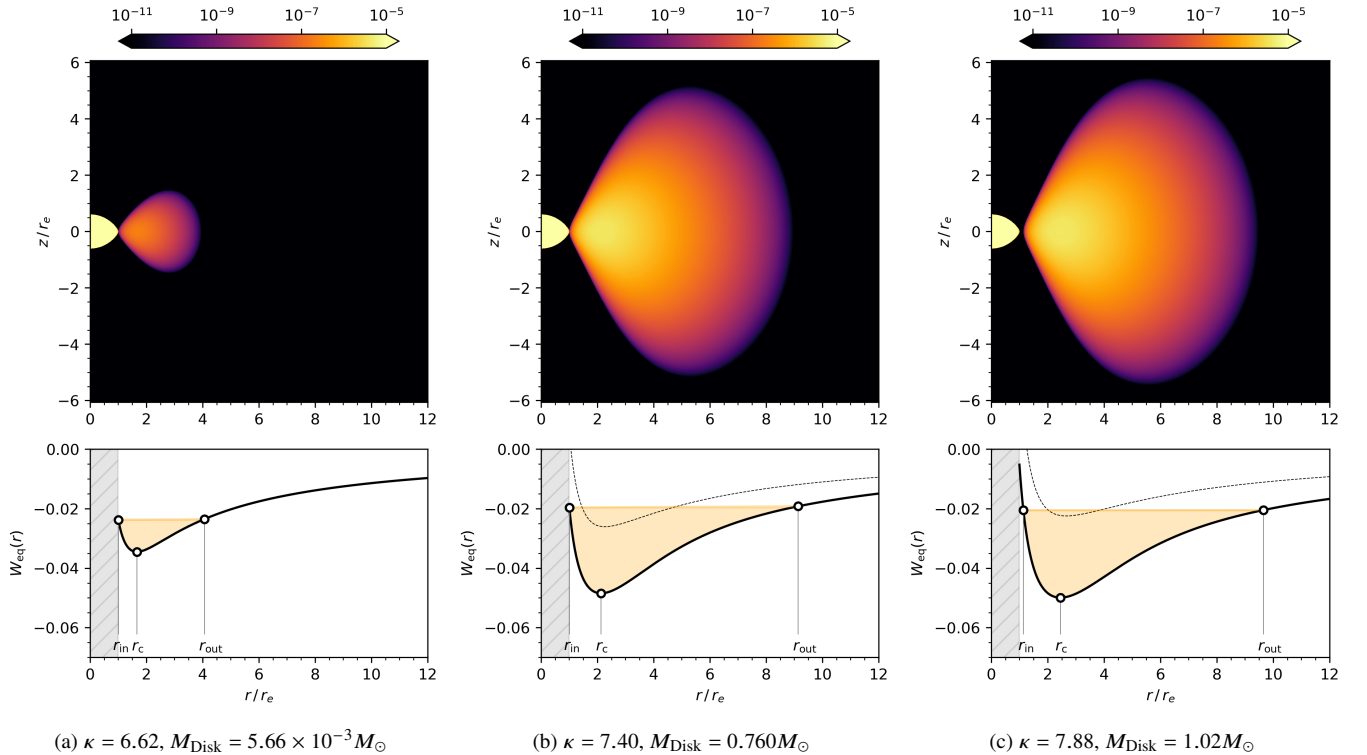 10⁻¹¹ 10⁻⁹ 10⁻⁷ 10⁻⁵
6
4
2
0
−2
−4
−6
z / r_e
0 2 4 6 8 10 12
0.00
−0.02
−0.04
−0.06
W_eq(r)
r_in r_c r_out
0 2 4 6 8 10 12
r / r_e
(a) κ = 6.62, M_Disk = 5.66 × 10⁻³ M_⊙
10⁻¹¹ 10⁻⁹ 10⁻⁷ 10⁻⁵
6
4
2
0
−2
−4
−6
z / r_e
0 2 4 6 8 10 12
0.00
−0.02
−0.04
−0.06
W_eq(r)
r_in r_c r_out
0 2 4 6 8 10 12
r / r_e
(b) κ = 7.40, M_Disk = 0.760M_⊙
10⁻¹¹ 10⁻⁹ 10⁻⁷ 10⁻⁵
6
4
2
0
−2
−4
−6
z / r_e
0 2 4 6 8 10 12
0.00
−0.02
−0.04
−0.06
W_eq(r)
r_in r_c r_out
0 2 4 6 8 10 12
r / r_e
(c) κ = 7.88, M_Disk = 1.02M_⊙